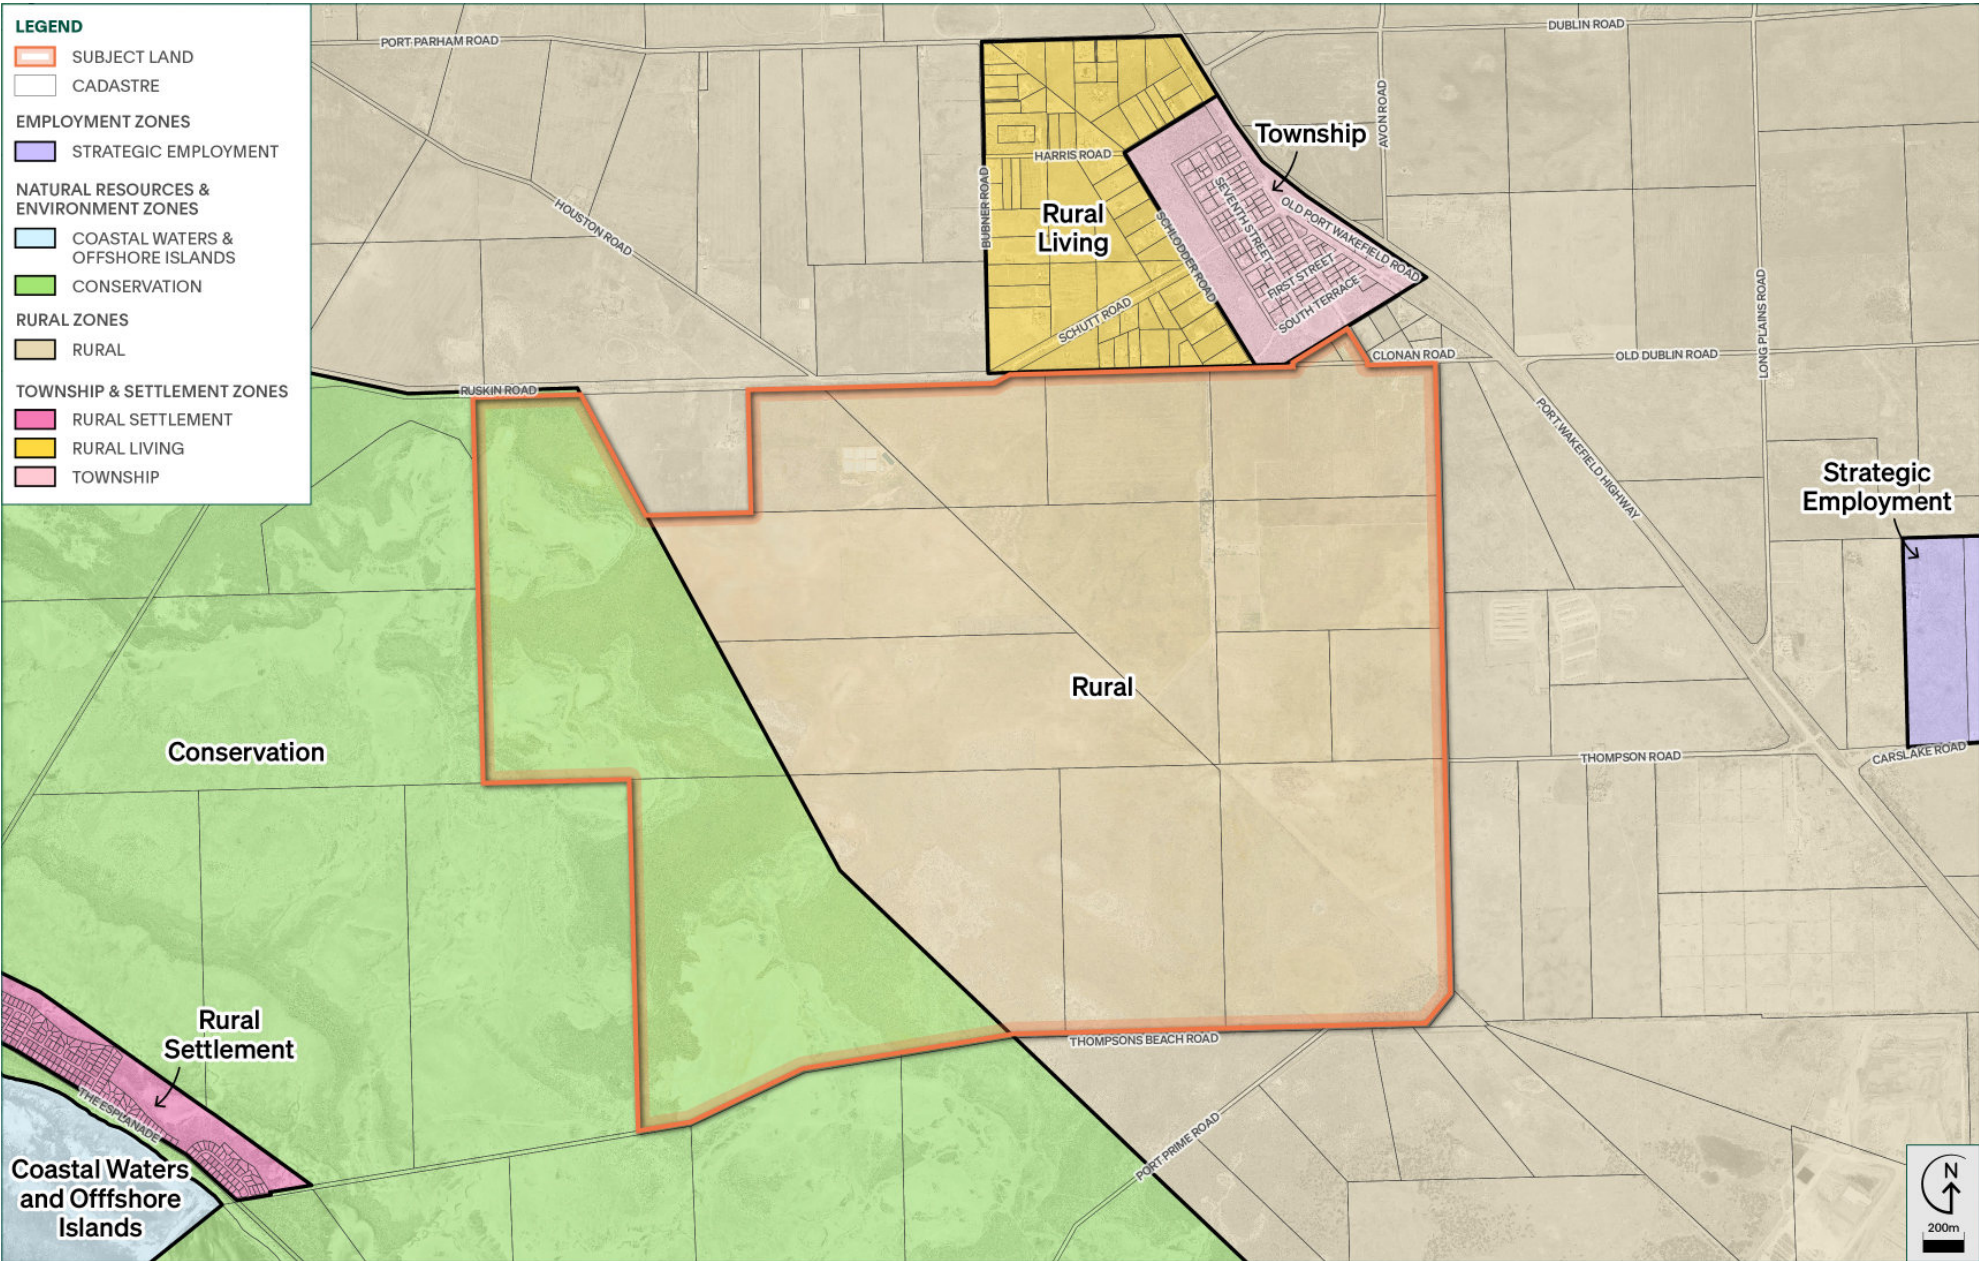 LEGEND
SUBJECT LAND
CADASTRE
EMPLOYMENT ZONES
STRATEGIC EMPLOYMENT
NATURAL RESOURCES &
ENVIRONMENT ZONES
COASTAL WATERS &
OFFSHORE ISLANDS
CONSERVATION
RURAL ZONES
RURAL
TOWNSHIP & SETTLEMENT ZONES
RURAL SETTLEMENT
RURAL LIVING
TOWNSHIP
PORT PARHAM ROAD
DUBLIN ROAD
AVON ROAD
Township
HARRIS ROAD
BUBNER ROAD
HOUSTON ROAD
Rural
Living
SEVENTH STREET
OLD PORT WAKEFIELD ROAD
SCHLODDER ROAD
FIRST STREET
SOUTH TERRACE
SCHUTT ROAD
LONG PLAINS ROAD
CLONAN ROAD
OLD DUBLIN ROAD
RUSKIN ROAD
PORT WAKEFIELD HIGHWAY
Strategic
Employment
Rural
Conservation
THOMPSON ROAD
CARSLAKE ROAD
Rural
Settlement
THOMPSONS BEACH ROAD
THE ESPLANADE
PORT PRIME ROAD
Coastal Waters
and Offfshore
Islands
N
200m